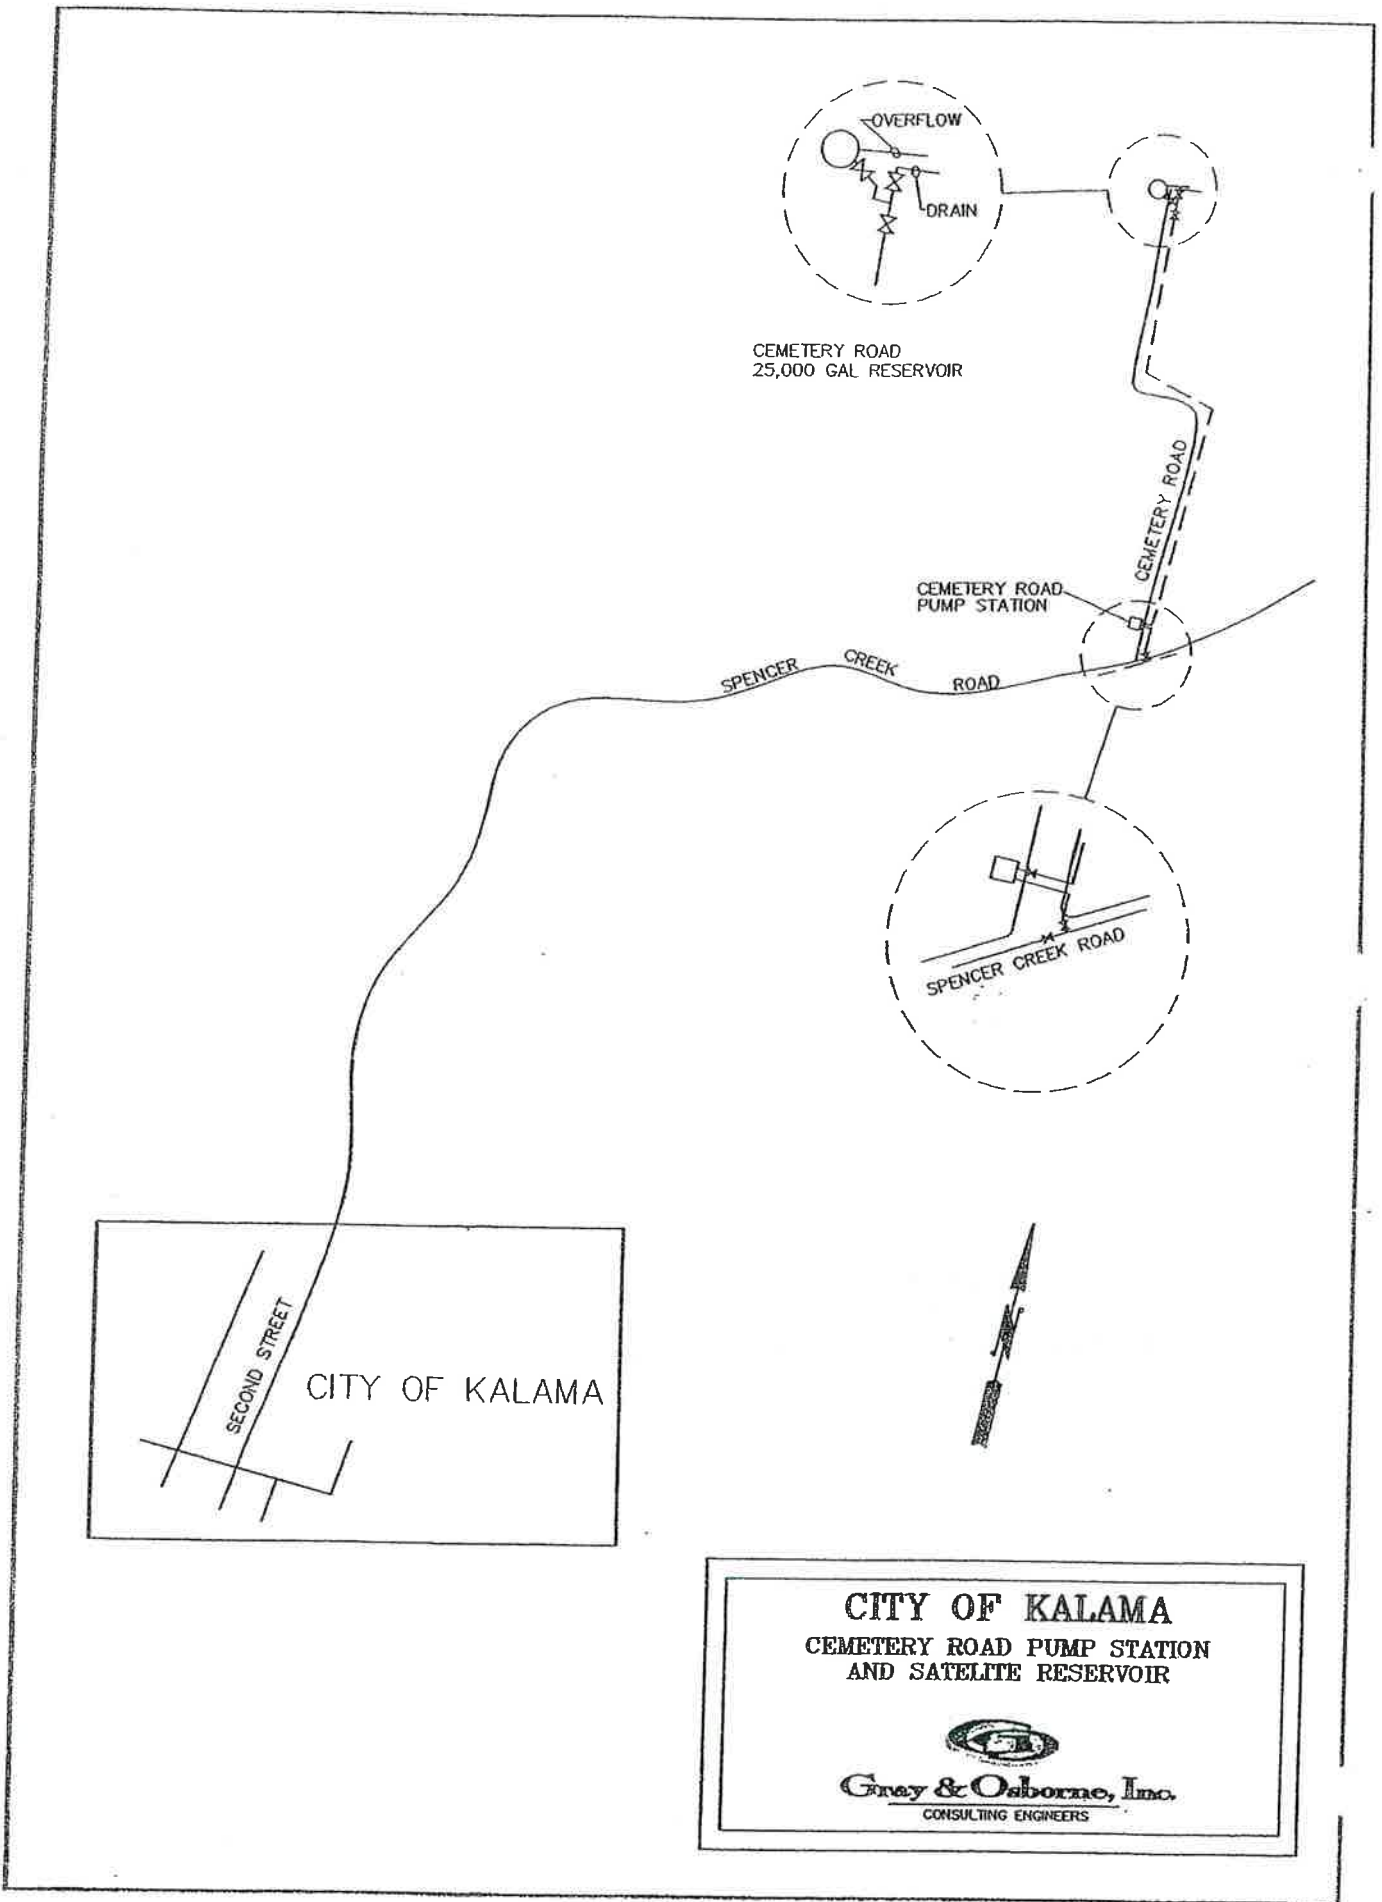 OVERFLOW
DRAIN
CEMETERY ROAD
25,000 GAL RESERVOIR
CEMETERY ROAD
CEMETERY ROAD
PUMP STATION
SPENCER CREEK ROAD
SPENCER CREEK ROAD
SECOND STREET
CITY OF KALAMA
N
CITY OF KALAMA
CEMETERY ROAD PUMP STATION
AND SATELITE RESERVOIR
Gray & Osborne, Inc.
CONSULTING ENGINEERS